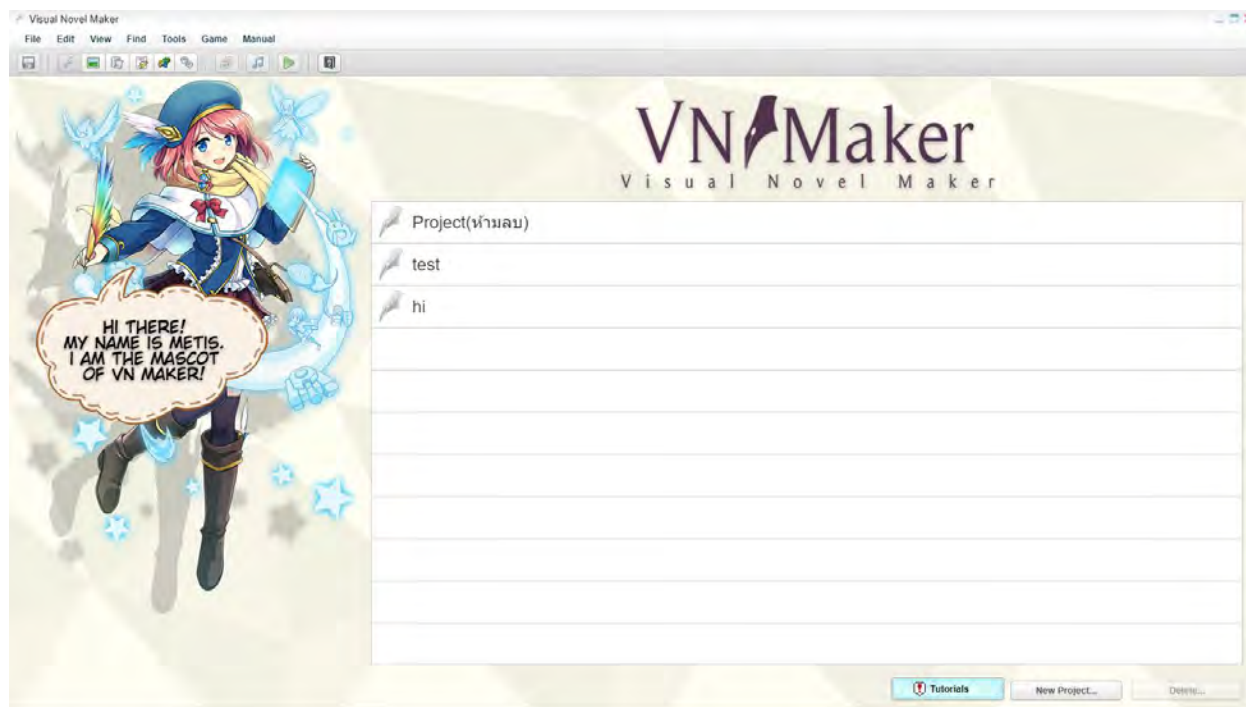 Visual Novel Maker
File Edit View Find Tools Game Manual
VN Maker
Visual Novel Maker
Project(ห้ามลบ)
test
hi
HI THERE!
MY NAME IS METIS.
I AM THE MASCOT
OF VN MAKER!
Tutorials New Project... Delete...